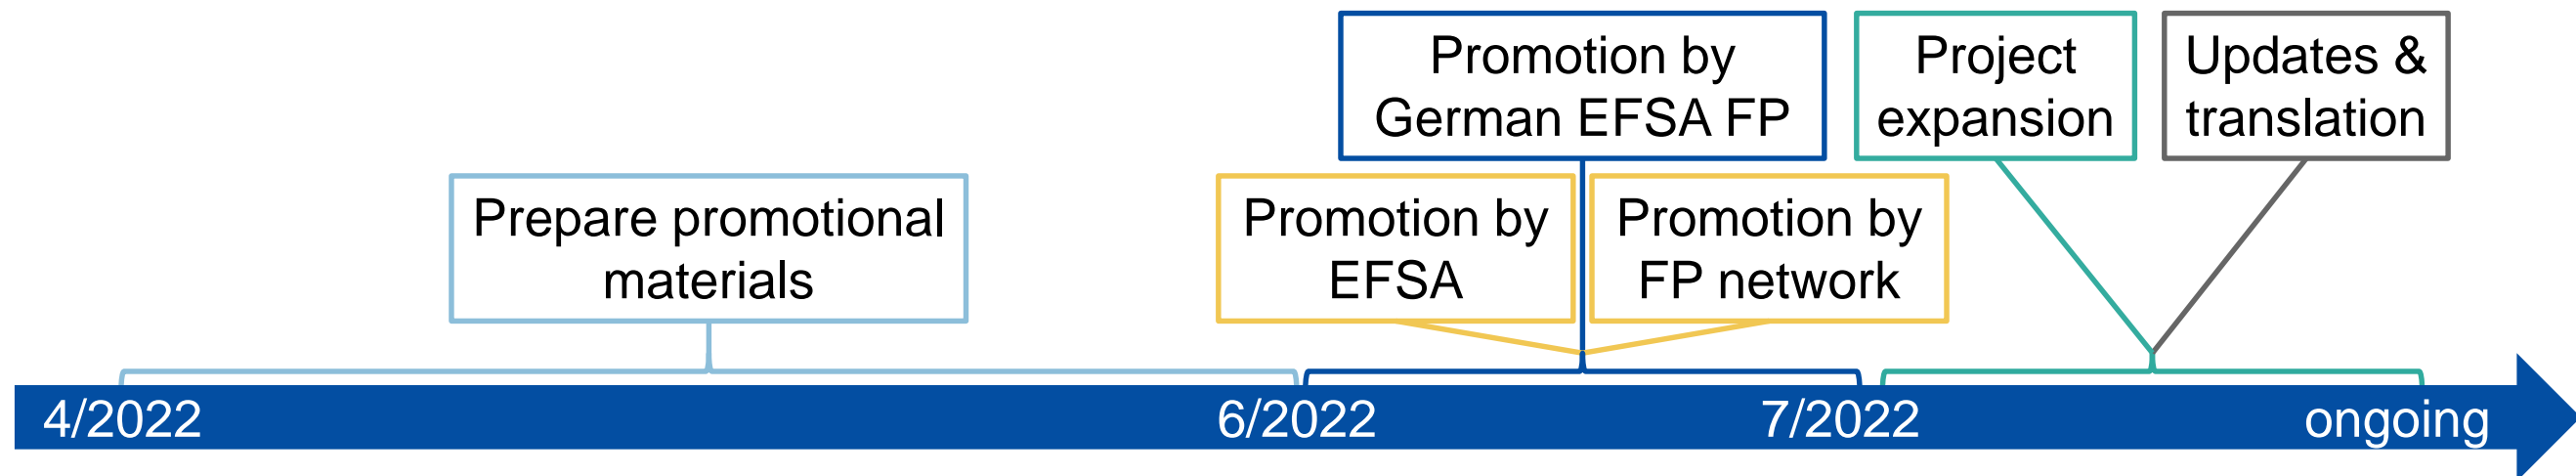 Promotion by
German EFSA FP
Project
expansion
Updates &
translation
Prepare promotional
materials
Promotion by
EFSA
Promotion by
FP network
4/2022
6/2022
7/2022
ongoing